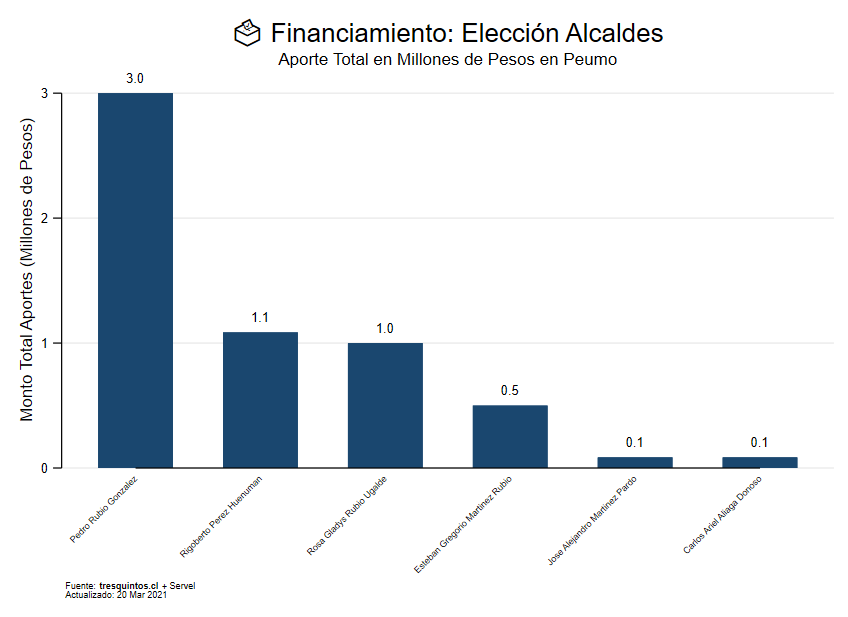 Financiamiento: Elección Alcaldes
Aporte Total en Millones de Pesos en Peumo
Monto Total Aportes (Millones de Pesos)
3
2
1
0
3.0
1.1
1.0
0.5
0.1
0.1
Pedro Rubio Gonzalez
Rigoberto Perez Huenuman
Rosa Gladys Rubio Ugalde
Esteban Gregorio Martinez Rubio
Jose Alejandro Martinez Pardo
Carlos Ariel Aliaga Donoso
Fuente: tresquintos.cl + Servel
Actualizado: 20 Mar 2021